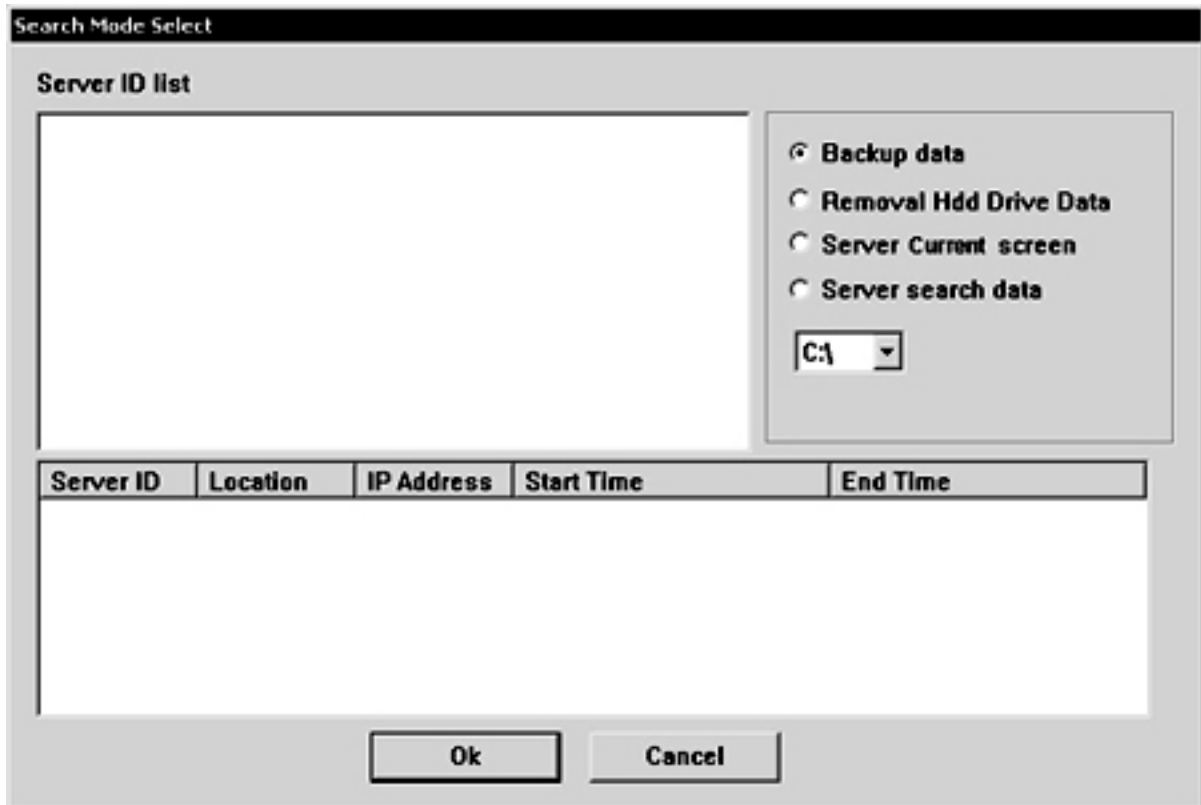 Search Mode Select
Server ID list
Backup data
Removal Hdd Drive Data
Server Current screen
Server search data
C:\
Server ID Location IP Address Start Time End Time
Ok Cancel